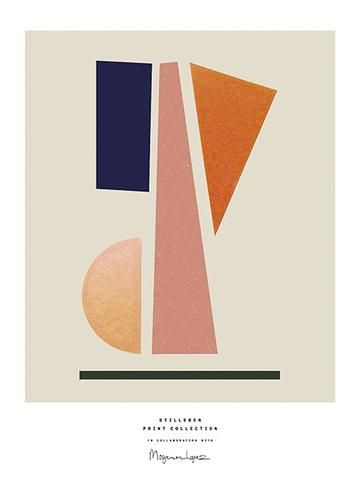 STILLEBEN
PRINT COLLECTION
IN COLLABORATION WITH